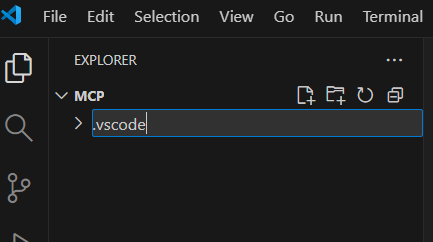 File Edit Selection View Go Run Terminal
EXPLORER
MCP
.vscode